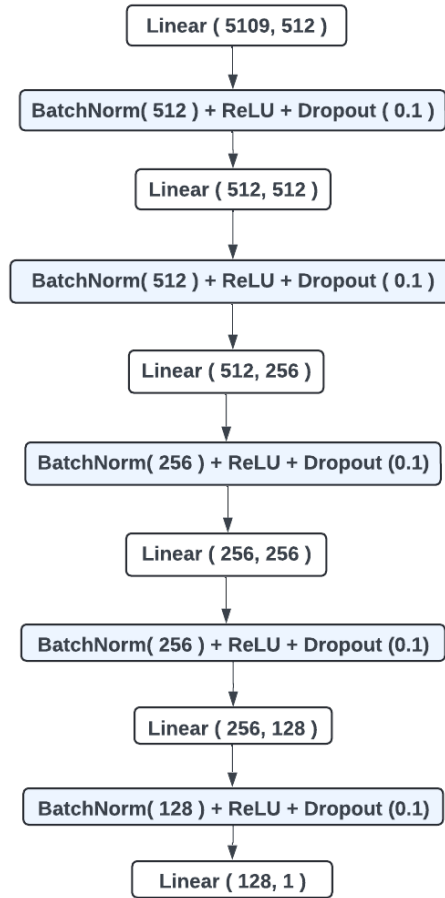 Linear ( 5109, 512 )
BatchNorm( 512 ) + ReLU + Dropout ( 0.1 )
Linear ( 512, 512 )
BatchNorm( 512 ) + ReLU + Dropout ( 0.1 )
Linear ( 512, 256 )
BatchNorm( 256 ) + ReLU + Dropout (0.1)
Linear ( 256, 256 )
BatchNorm( 256 ) + ReLU + Dropout (0.1)
Linear ( 256, 128 )
BatchNorm( 128 ) + ReLU + Dropout (0.1)
Linear ( 128, 1 )